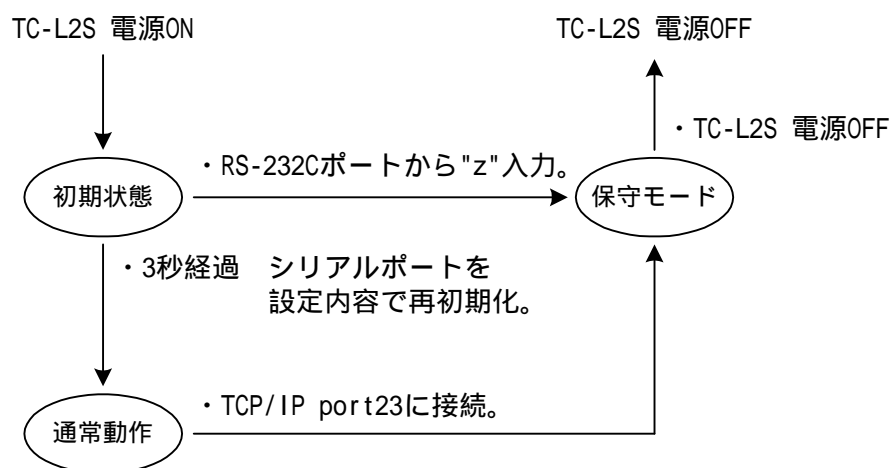 TC-L2S 電源ON
TC-L2S 電源OFF
・TC-L2S 電源OFF
・RS-232Cポートから"z"入力。
初期状態
保守モード
・3秒経過　シリアルポートを
設定内容で再初期化。
・TCP/IP port23に接続。
通常動作